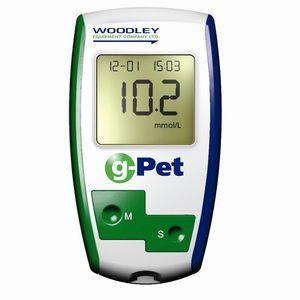 WOODLEY
EQUIPMENT COMPANY LTD.
12-01 15:03
10.2
mmol/L
g-Pet
M
S